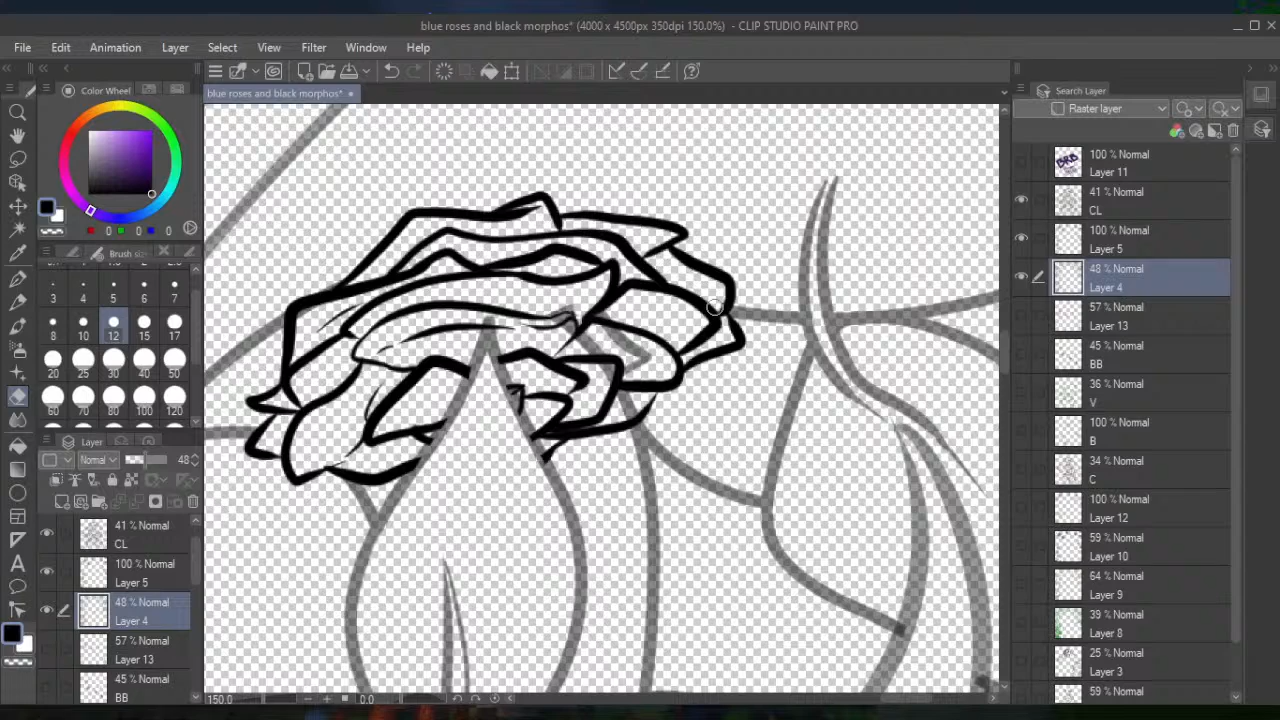 blue roses and black morphos* (4000 x 4500px 350dpi 150.0%) - CLIP STUDIO PAINT PRO
File Edit Animation Layer Select View Filter Window Help
blue roses and black morphos*
Color Wheel
0 0 0
Brush size
3 4 5 6 7
8 10 12 15 17
20 25 30 40 50
60 70 80 100 120
Layer
Normal 48
41 % Normal
CL
100 % Normal
Layer 5
48 % Normal
Layer 4
57 % Normal
Layer 13
45 % Normal
BB
150.0
0.0
Search Layer
Raster layer
100 % Normal
Layer 11
41 % Normal
CL
100 % Normal
Layer 5
48 % Normal
Layer 4
57 % Normal
Layer 13
45 % Normal
BB
36 % Normal
V
100 % Normal
B
34 % Normal
C
100 % Normal
Layer 12
59 % Normal
Layer 10
64 % Normal
Layer 9
39 % Normal
Layer 8
25 % Normal
Layer 3
59 % Normal